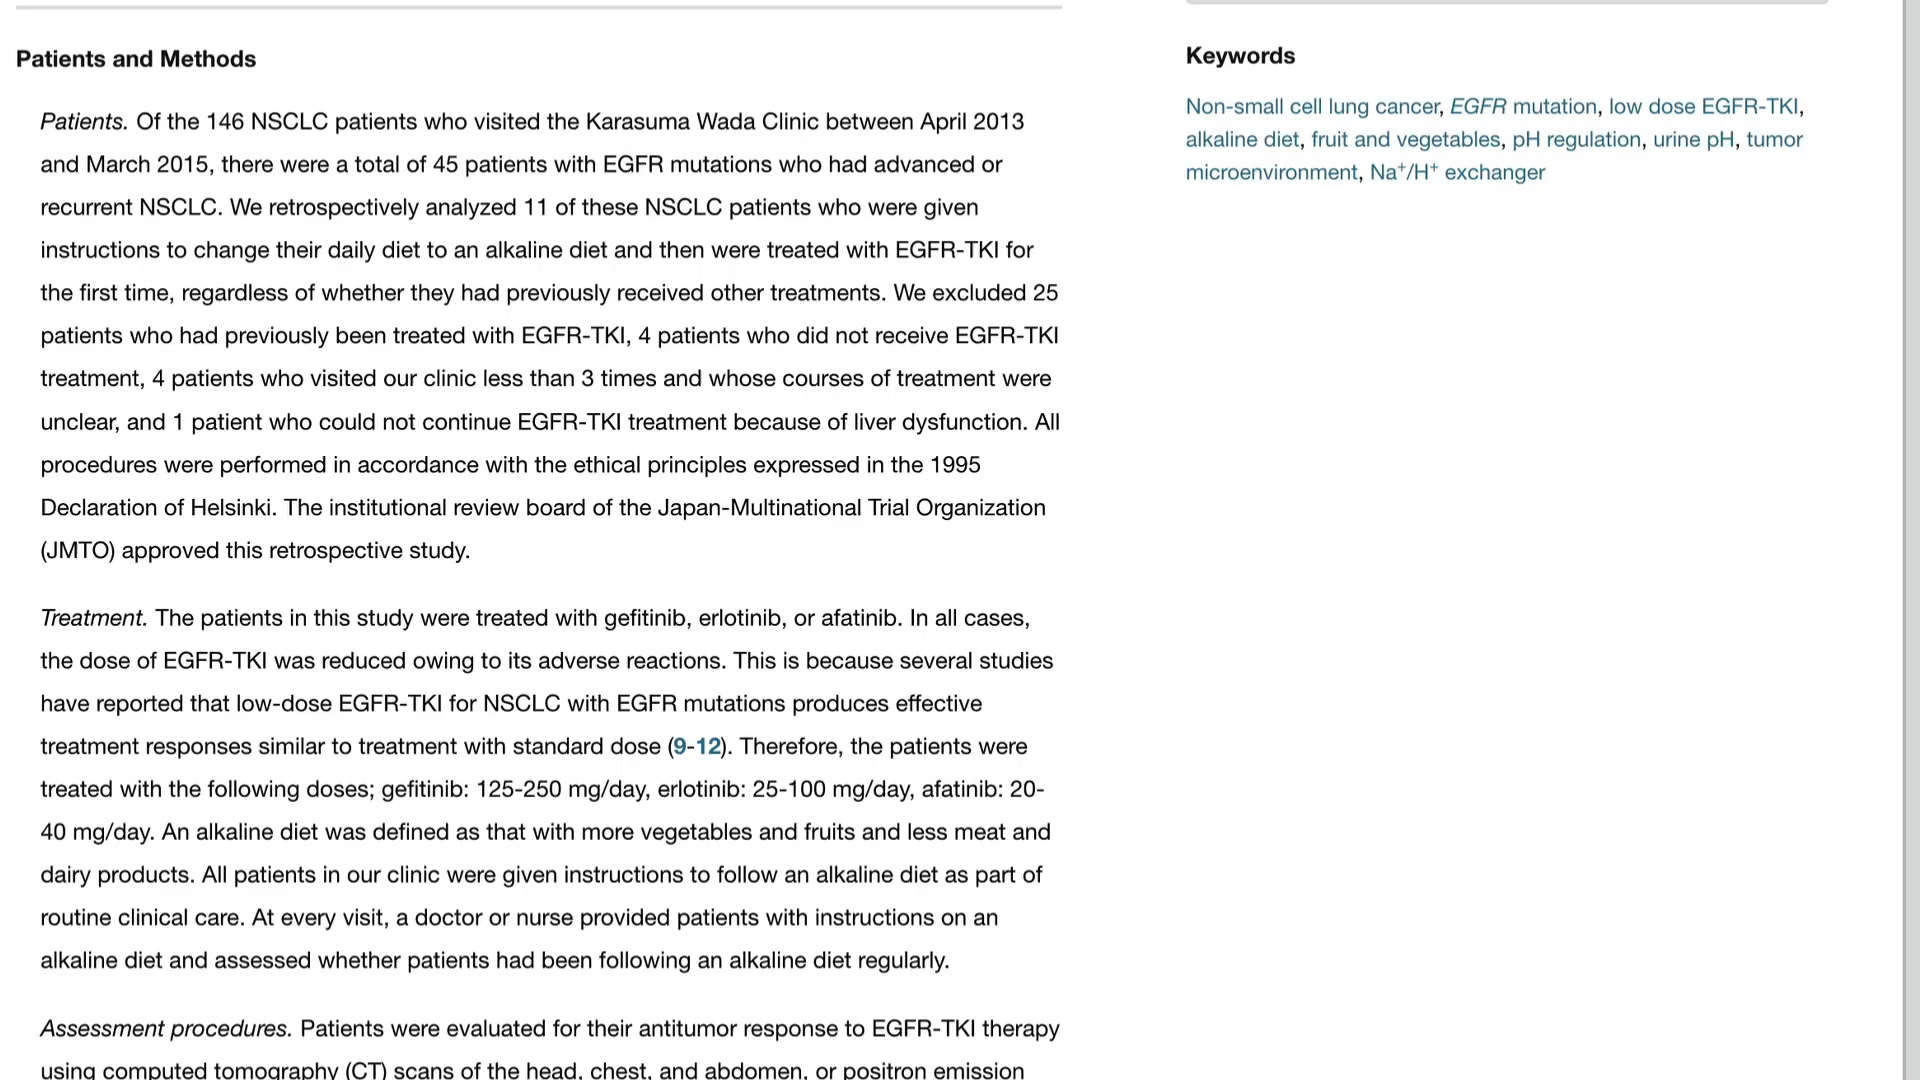 Patients and Methods
Patients. Of the 146 NSCLC patients who visited the Karasuma Wada Clinic between April 2013
and March 2015, there were a total of 45 patients with EGFR mutations who had advanced or
recurrent NSCLC. We retrospectively analyzed 11 of these NSCLC patients who were given
instructions to change their daily diet to an alkaline diet and then were treated with EGFR-TKI for
the first time, regardless of whether they had previously received other treatments. We excluded 25
patients who had previously been treated with EGFR-TKI, 4 patients who did not receive EGFR-TKI
treatment, 4 patients who visited our clinic less than 3 times and whose courses of treatment were
unclear, and 1 patient who could not continue EGFR-TKI treatment because of liver dysfunction. All
procedures were performed in accordance with the ethical principles expressed in the 1995
Declaration of Helsinki. The institutional review board of the Japan-Multinational Trial Organization
(JMTO) approved this retrospective study.
Treatment. The patients in this study were treated with gefitinib, erlotinib, or afatinib. In all cases,
the dose of EGFR-TKI was reduced owing to its adverse reactions. This is because several studies
have reported that low-dose EGFR-TKI for NSCLC with EGFR mutations produces effective
treatment responses similar to treatment with standard dose (9-12). Therefore, the patients were
treated with the following doses; gefitinib: 125-250 mg/day, erlotinib: 25-100 mg/day, afatinib: 20-
40 mg/day. An alkaline diet was defined as that with more vegetables and fruits and less meat and
dairy products. All patients in our clinic were given instructions to follow an alkaline diet as part of
routine clinical care. At every visit, a doctor or nurse provided patients with instructions on an
alkaline diet and assessed whether patients had been following an alkaline diet regularly.
Assessment procedures. Patients were evaluated for their antitumor response to EGFR-TKI therapy
using computed tomography (CT) scans of the head, chest, and abdomen, or positron emission
Keywords
Non-small cell lung cancer, EGFR mutation, low dose EGFR-TKI,
alkaline diet, fruit and vegetables, pH regulation, urine pH, tumor
microenvironment, Na⁺/H⁺ exchanger